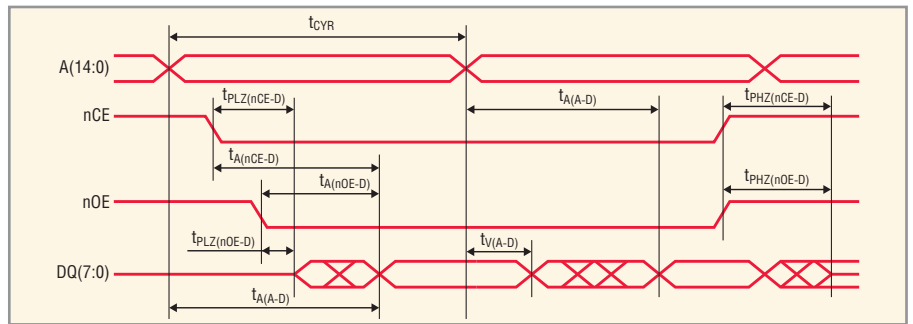 tCYR
A(14:0)
tPLZ(nCE-D)
tA(A-D)
tPHZ(nCE-D)
nCE
tA(nCE-D)
tA(nOE-D)
tPHZ(nOE-D)
nOE
tPLZ(nOE-D)
tV(A-D)
DQ(7:0)
tA(A-D)